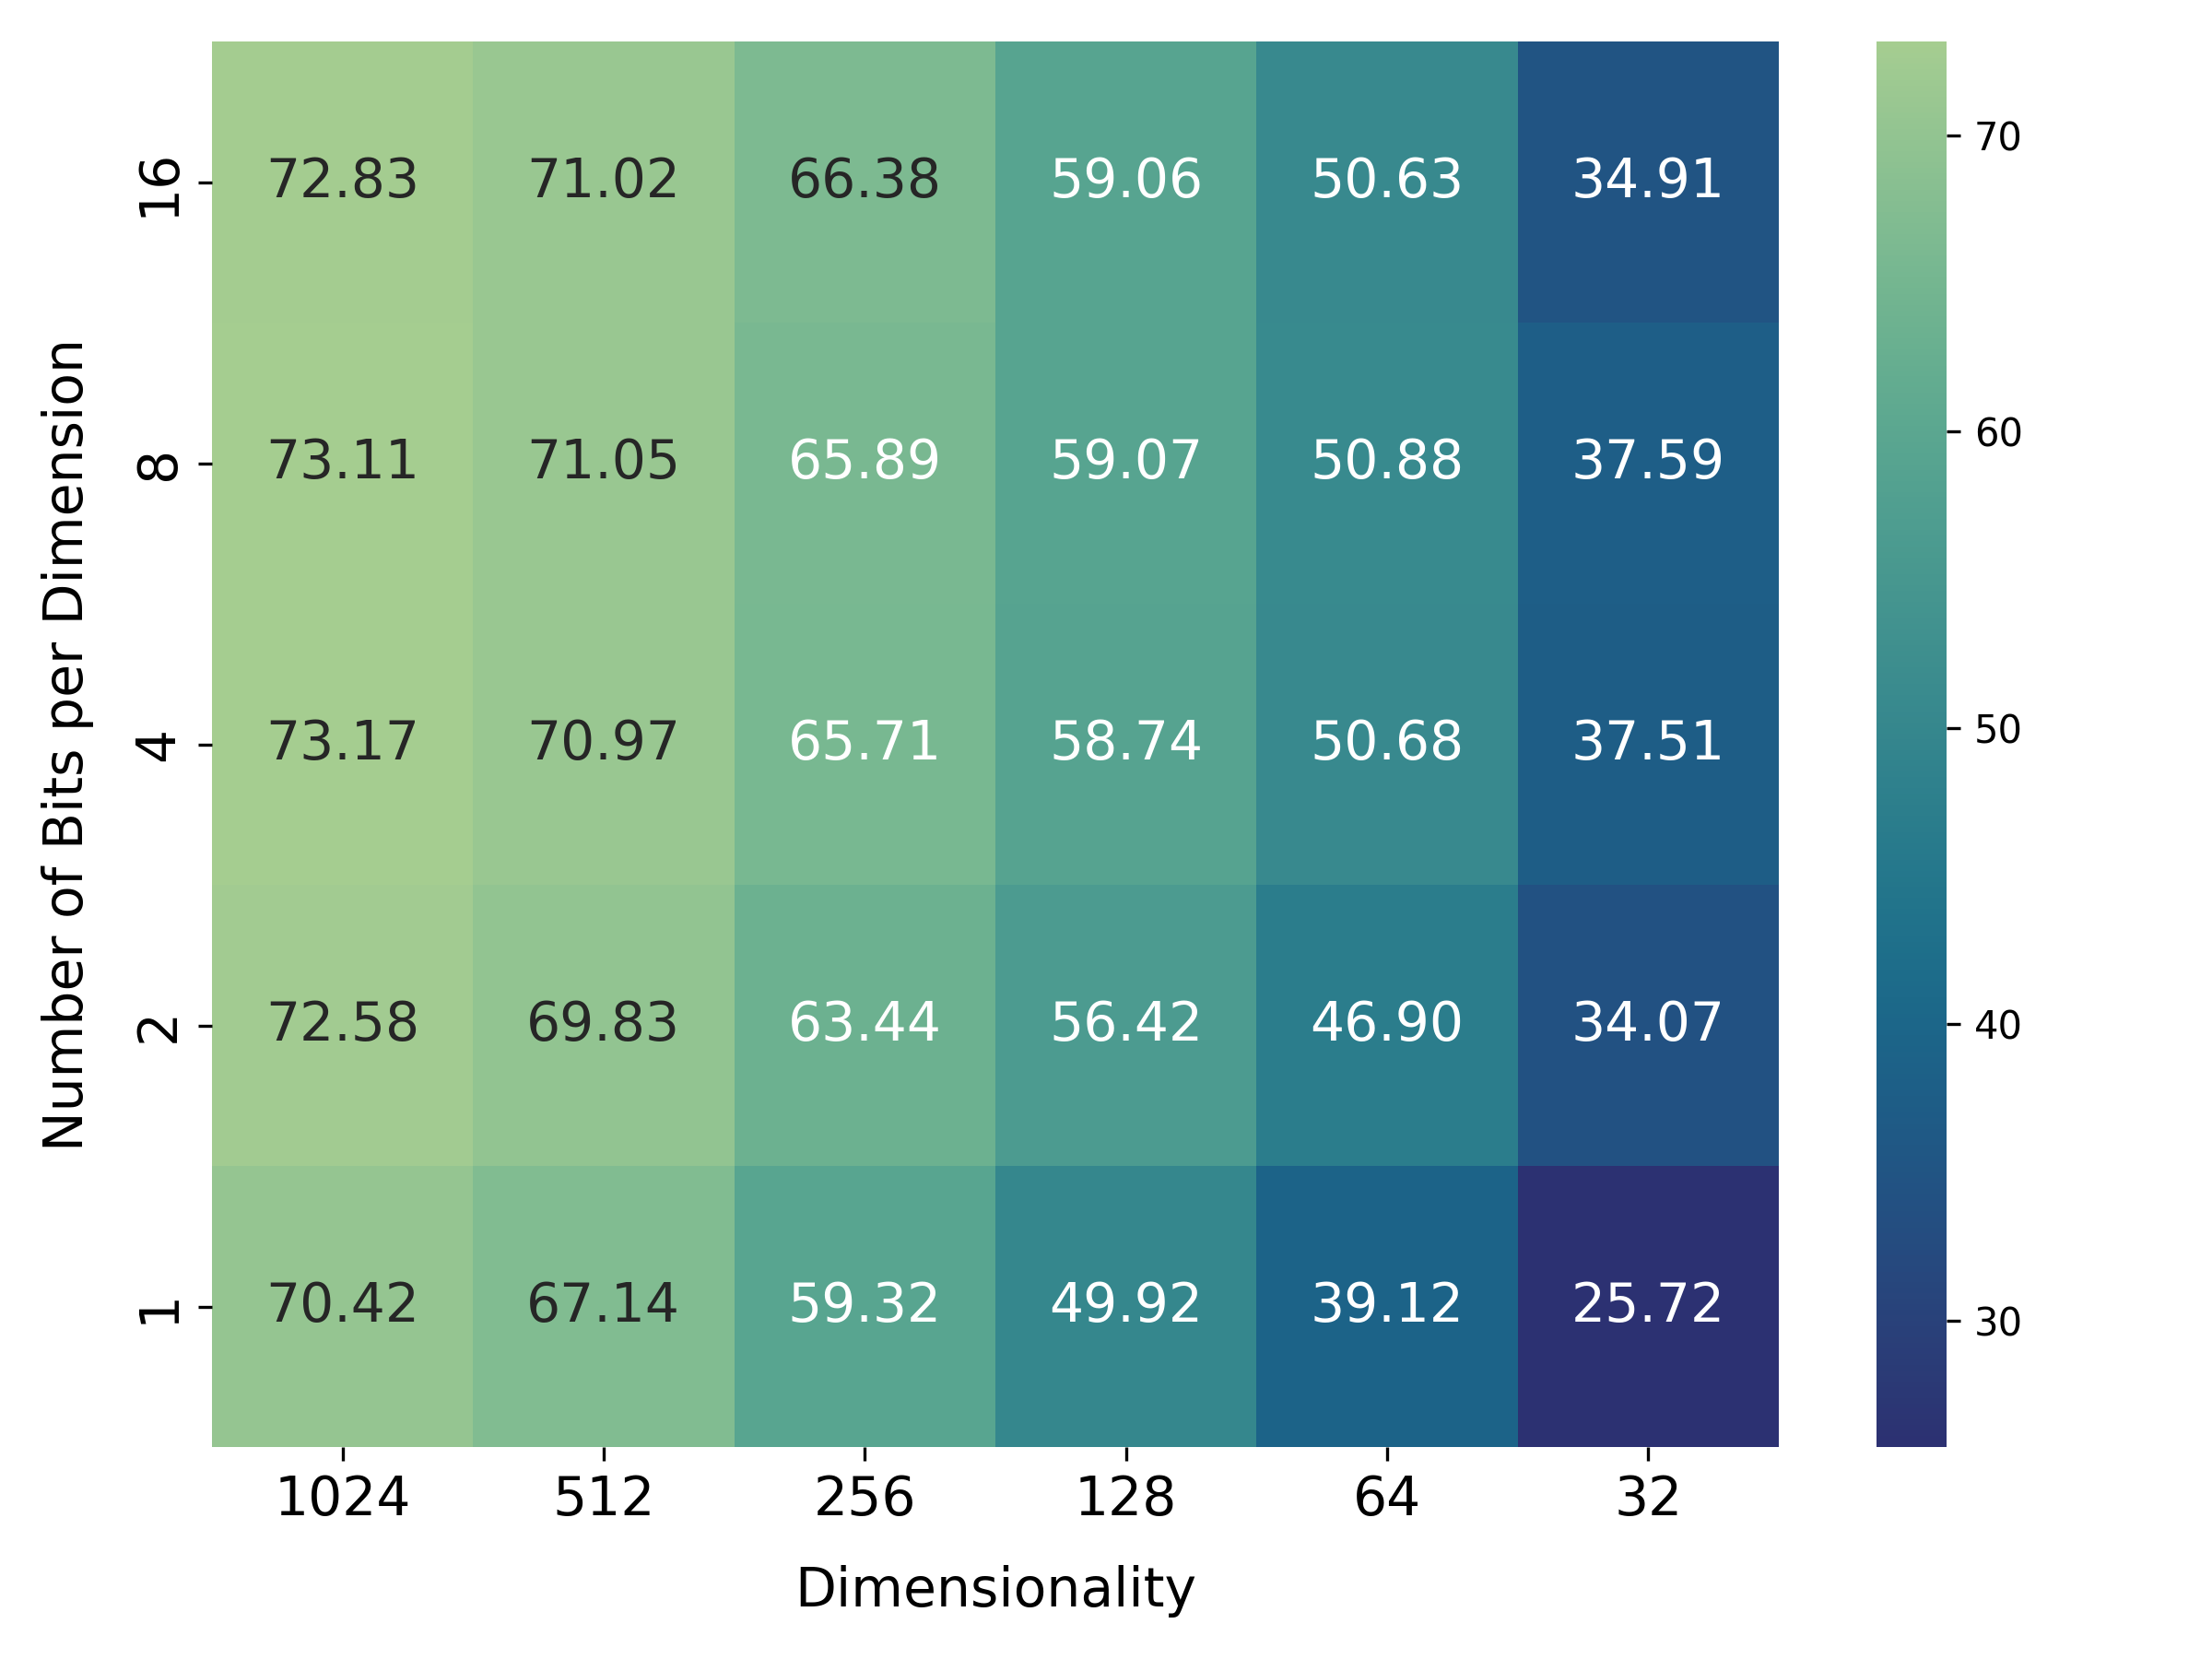 Number of Bits per Dimension
16 72.83 71.02 66.38 59.06 50.63 34.91
8 73.11 71.05 65.89 59.07 50.88 37.59
4 73.17 70.97 65.71 58.74 50.68 37.51
2 72.58 69.83 63.44 56.42 46.90 34.07
1 70.42 67.14 59.32 49.92 39.12 25.72
1024 512 256 128 64 32
Dimensionality
70
60
50
40
30